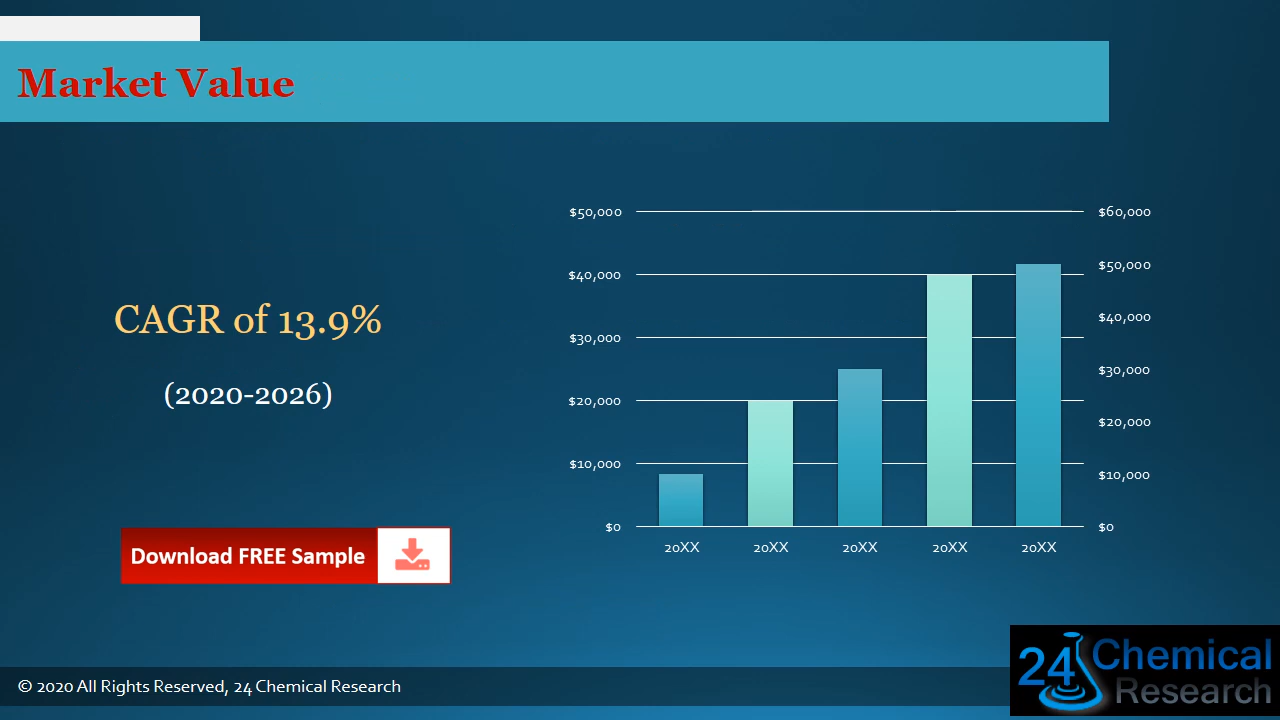 Market Value
CAGR of 13.9%
(2020-2026)
Download FREE Sample
$50,000
$40,000
$30,000
$20,000
$10,000
$0
$60,000
$50,000
$40,000
$30,000
$20,000
$10,000
$0
20XX 20XX 20XX 20XX 20XX
© 2020 All Rights Reserved, 24 Chemical Research
24 Chemical
Research